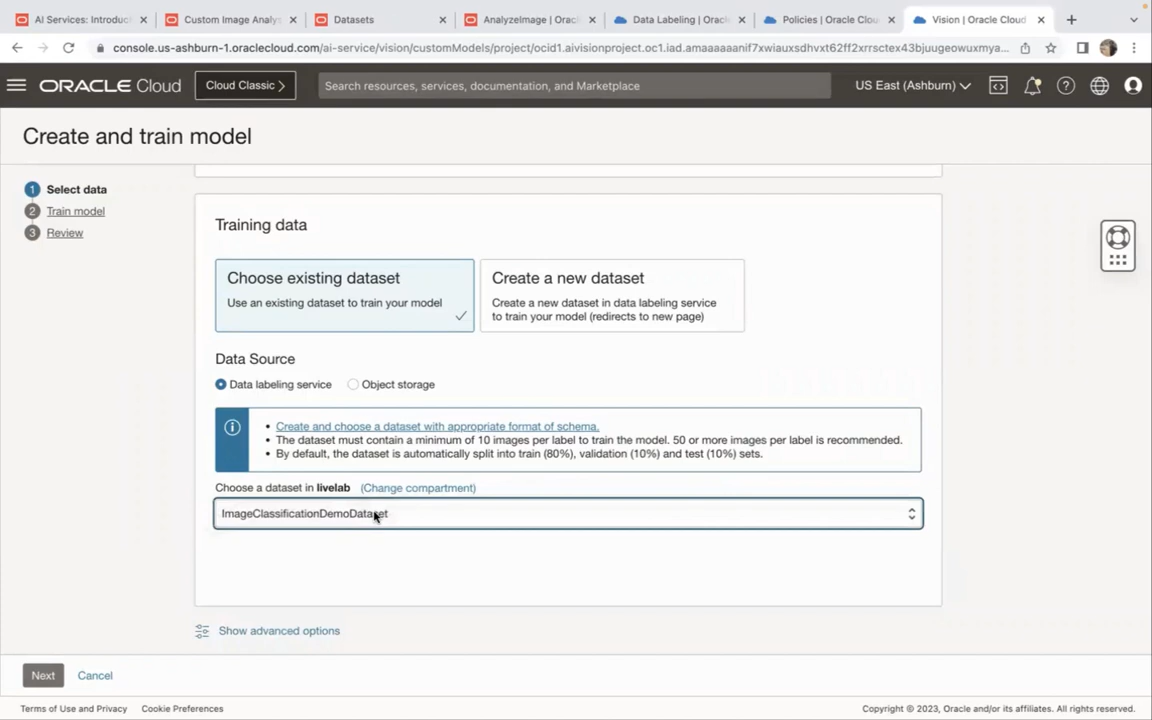 AI Services: Introduc
Custom Image Analys
Datasets
AnalyzeImage | Oracl
Data Labeling | Oracle
Policies | Oracle Clou
Vision | Oracle Cloud
console.us-ashburn-1.oraclecloud.com/ai-service/vision/customModels/project/ocid1.aivisionproject.oc1.iad.amaaaaaanif7xwiauxsdhvxt62ff2xrrsctex43bjuugeowuxmya...
ORACLE Cloud
Cloud Classic
Search resources, services, documentation, and Marketplace
US East (Ashburn)
Create and train model
1 Select data
2 Train model
3 Review
Training data
Choose existing dataset
Use an existing dataset to train your model
Create a new dataset
Create a new dataset in data labeling service
to train your model (redirects to new page)
Data Source
Data labeling service
Object storage
• Create and choose a dataset with appropriate format of schema.
• The dataset must contain a minimum of 10 images per label to train the model. 50 or more images per label is recommended.
• By default, the dataset is automatically split into train (80%), validation (10%) and test (10%) sets.
Choose a dataset in livelab (Change compartment)
ImageClassificationDemoDataset
Show advanced options
Next
Cancel
Terms of Use and Privacy
Cookie Preferences
Copyright © 2023, Oracle and/or its affiliates. All rights reserved.